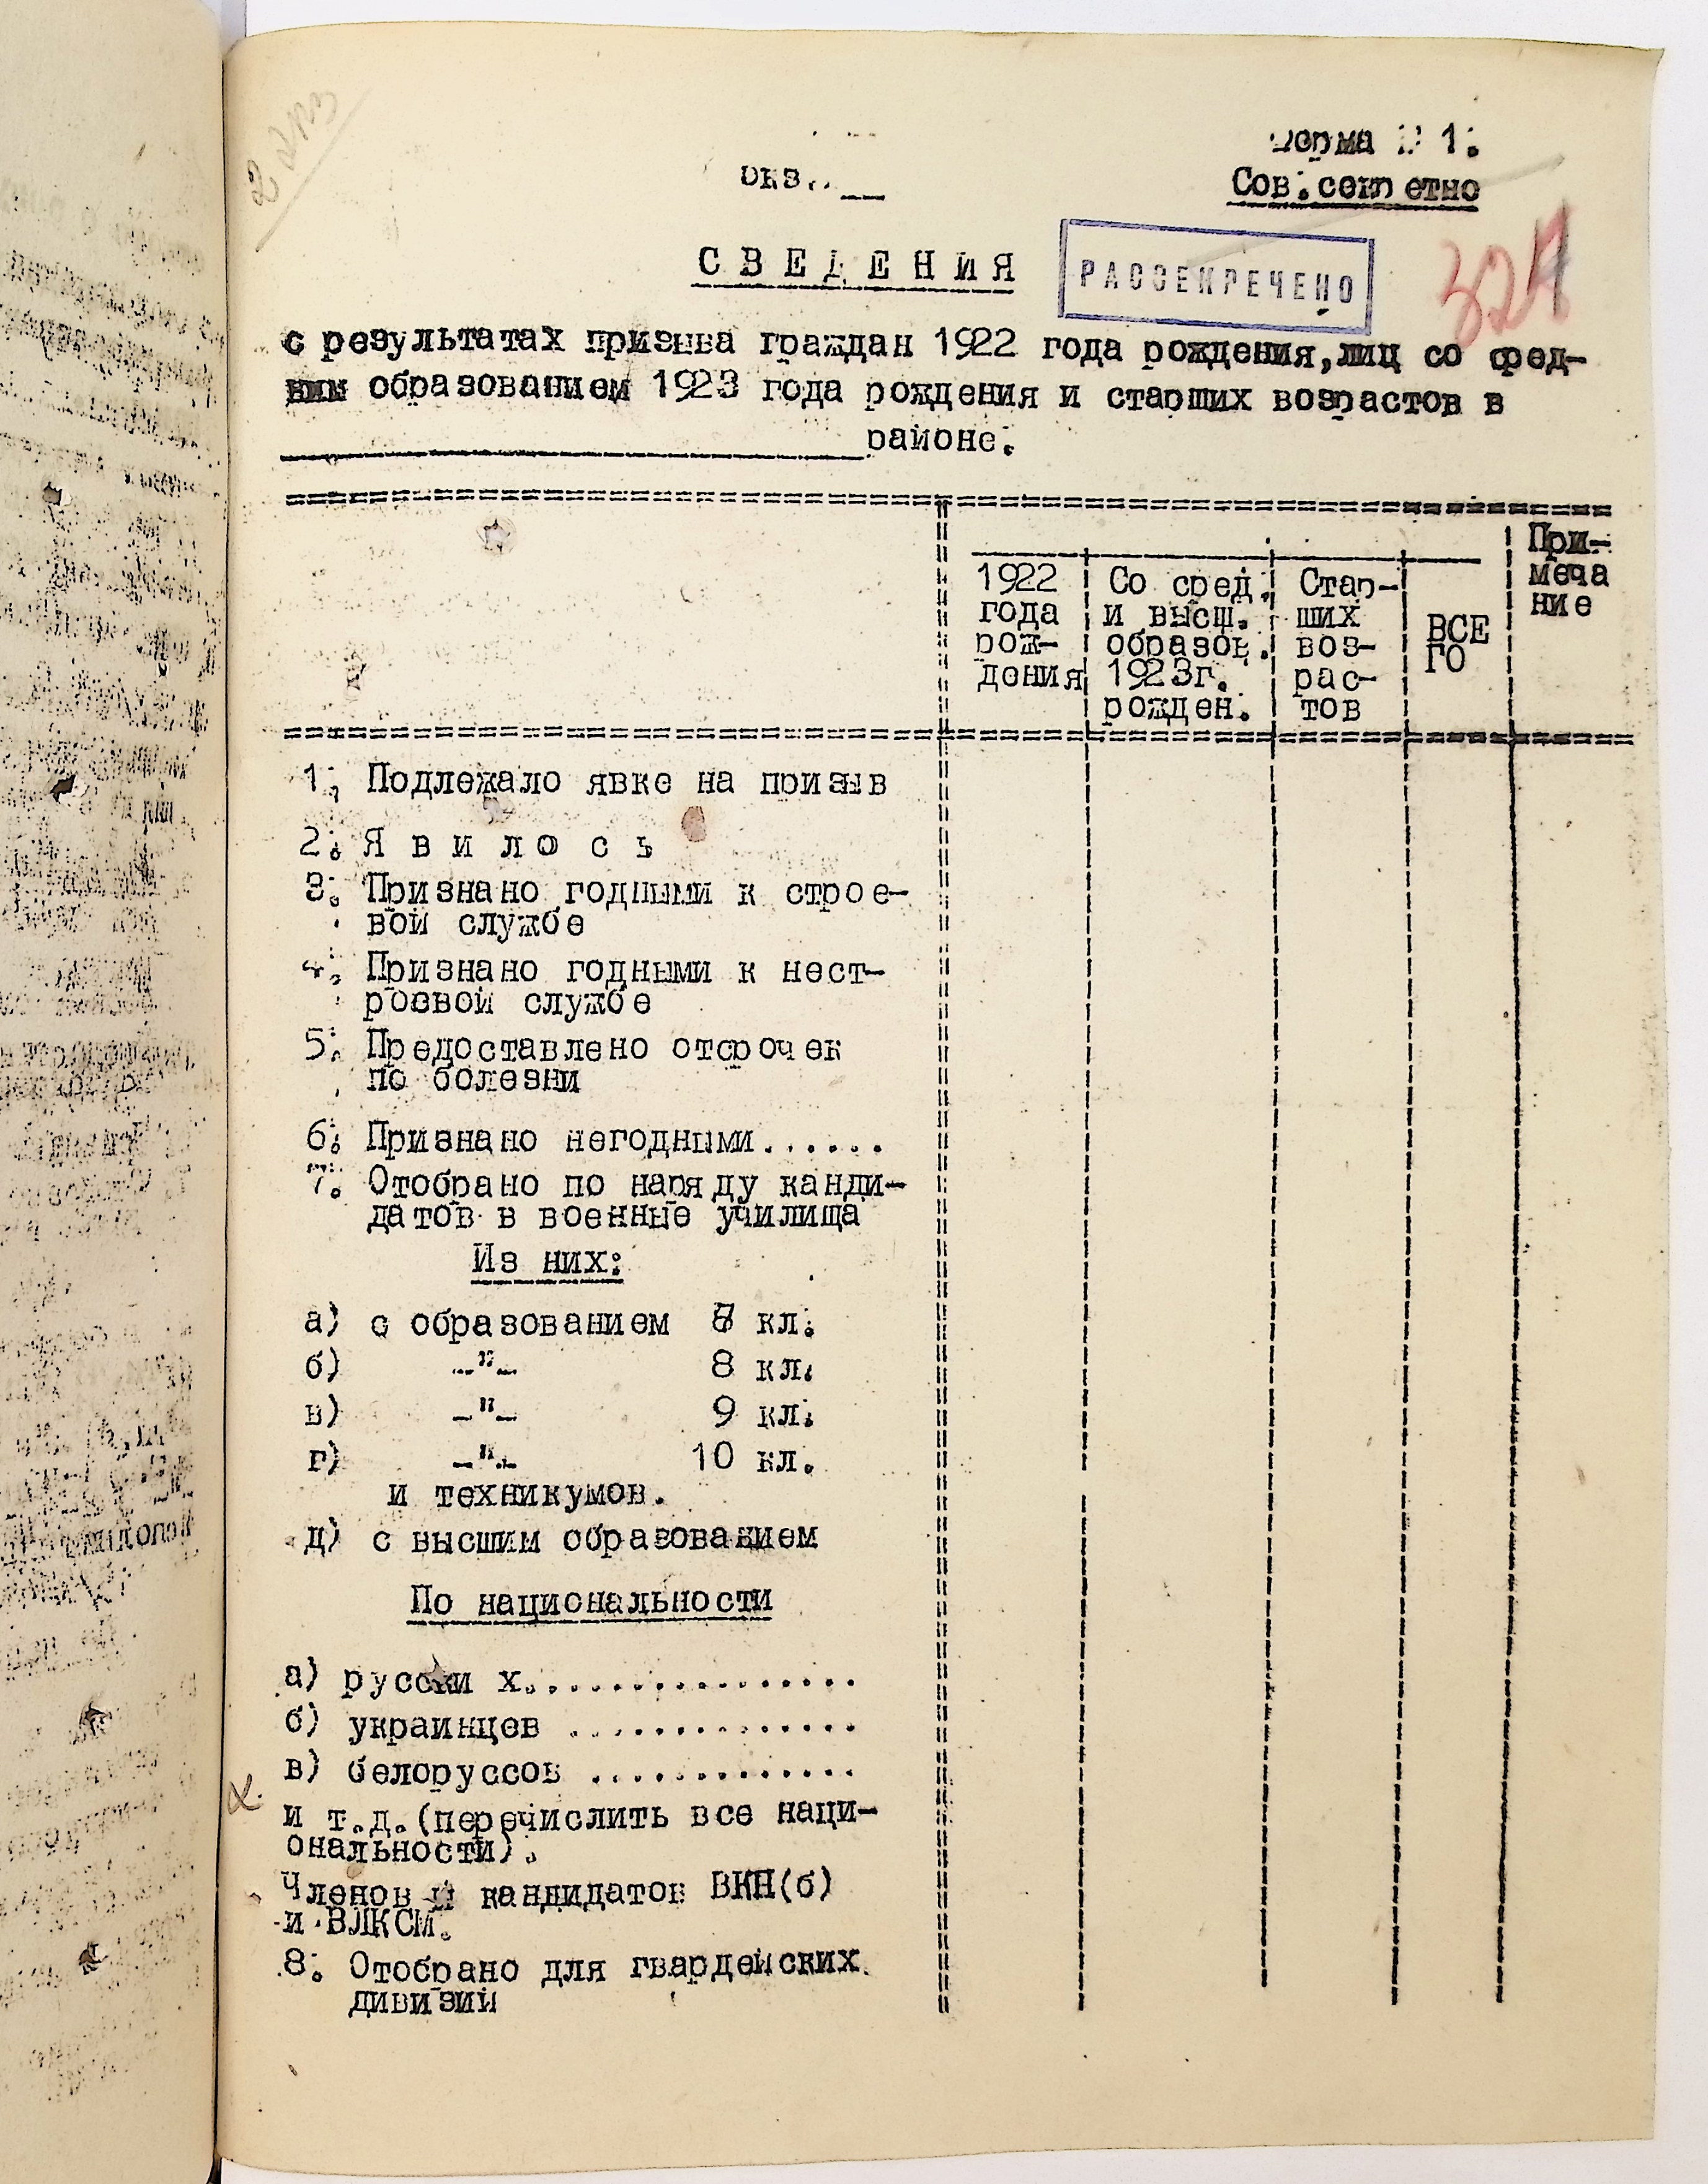 2 экз
Форма № 1.
экз. __
Сов.секретно
С В Е Д Е Н И Я
РАССЕКРЕЧЕНО
о результатах призыва граждан 1922 года рождения,лиц со сред-
ним образованием 1923 года рождения и старших возрастов в
районе.
При-
меча
ние
1922
года
рож-
дения
Со сред.
и высш.
образов.
1923г.
рожден.
Стар-
ших
воз-
рас-
тов
ВСЕ
ГО
1. Подлежало явке на призыв
2. Я в и л о с ь
3. Признано годными к строе-
вой службе
4. Признано годными к нест-
роевой службе
5. Предоставлено отсрочек
по болезни
6. Признано негодными......
7. Отобрано по наряду канди-
датов в военные училища
Из них:
а) с образованием кл.
б) -"- 8 кл.
в) -"- 9 кл.
г) -"- 10 кл.
и техникумов.
д) с высшим образованием
По национальности
а) русски х................
б) украинцев ..............
в) белоруссов .............
и т.д.(перечислить все наци-
ональности).
Членов и кандидатов ВКП(б)
и ВЛКСМ.
8. Отобрано для гвардейских
дивизий